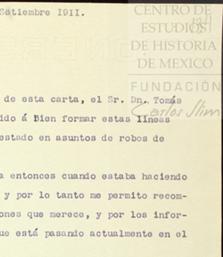 Setiembre 1911.
CENTRO DE
ESTUDIOS
DE HISTORIA
DE MEXICO
FUNDACIÓN
Carlos Slim
de esta carta, el Sr. Dn. Tomás
ido á bien formar estas lineas
estado en asuntos de robos de
a entonces cuando estaba haciendo
y por lo tanto me permito recom-
ones que merece, y por los infor-
ue está pasando actualmente en el